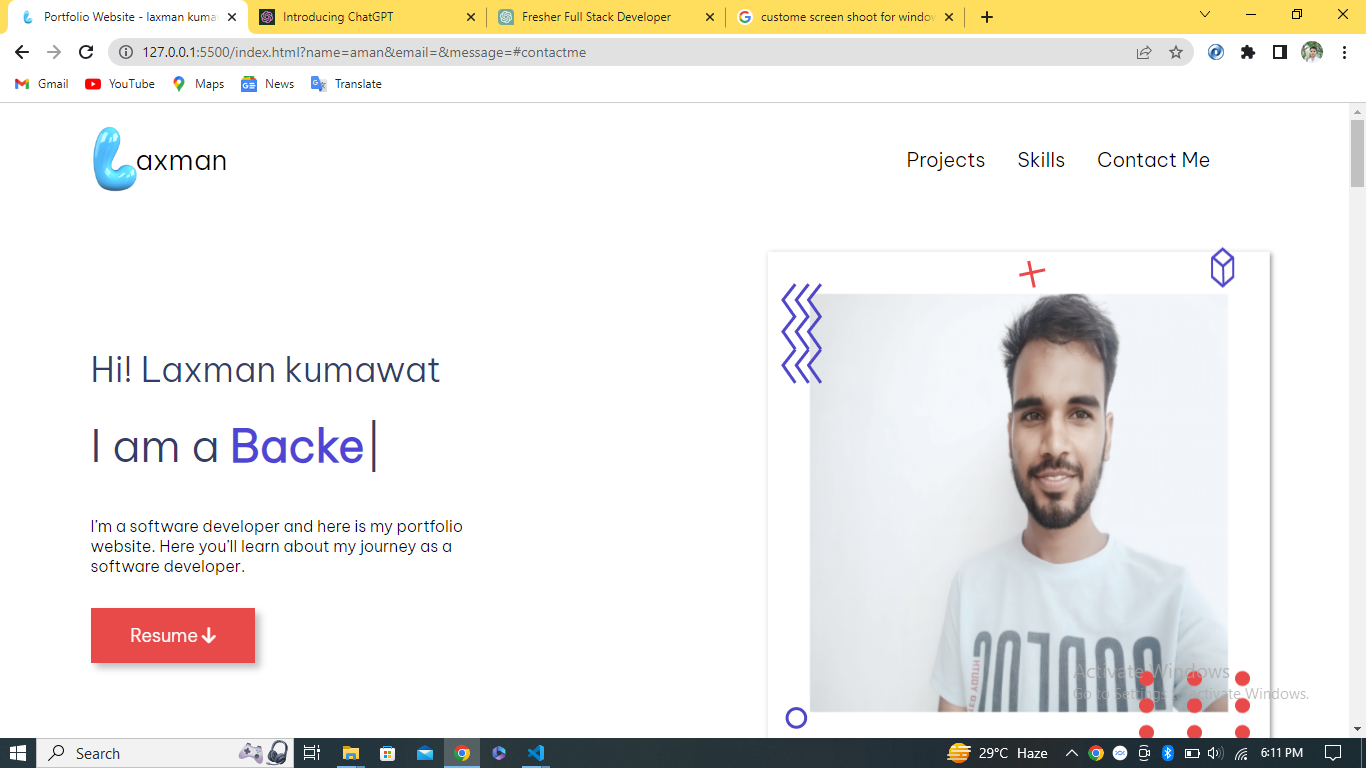 Portfolio Website - laxman kuma
Introducing ChatGPT
Fresher Full Stack Developer
custome screen shoot for window
127.0.0.1:5500/index.html?name=aman&email=&message=#contactme
Gmail
YouTube
Maps
News
Translate
axman
Projects
Skills
Contact Me
Hi! Laxman kumawat
I am a Backe
I'm a software developer and here is my portfolio
website. Here you'll learn about my journey as a
software developer.
Resume
Activate Windows
Go to Settings to activate Windows.
Search
29°C Haze
6:11 PM